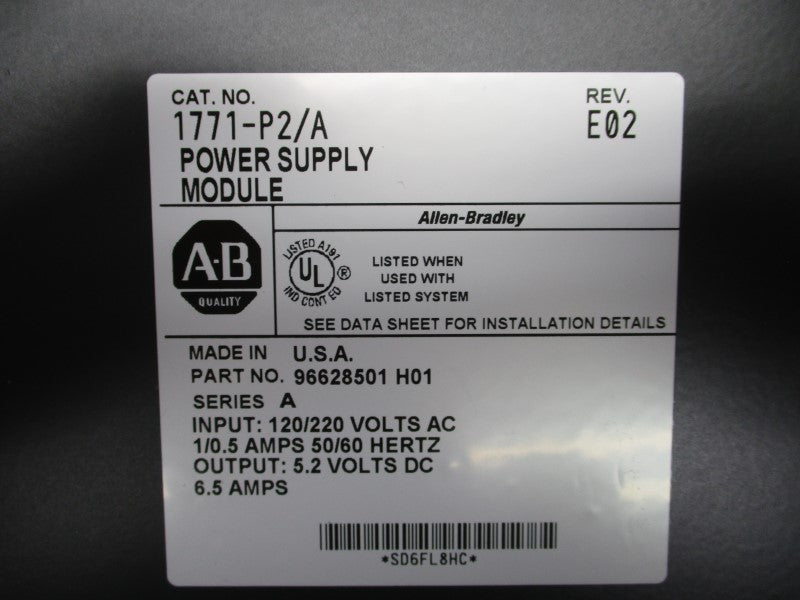 CAT. NO.
REV.
1771-P2/A
E02
POWER SUPPLY
MODULE
Allen-Bradley
A-B
QUALITY
LISTED A197
UL ®
IND CONT EQ
LISTED WHEN
USED WITH
LISTED SYSTEM
SEE DATA SHEET FOR INSTALLATION DETAILS
MADE IN U.S.A.
PART NO. 96628501 H01
SERIES A
INPUT: 120/220 VOLTS AC
1/0.5 AMPS 50/60 HERTZ
OUTPUT: 5.2 VOLTS DC
6.5 AMPS
*SD6FL8HC*